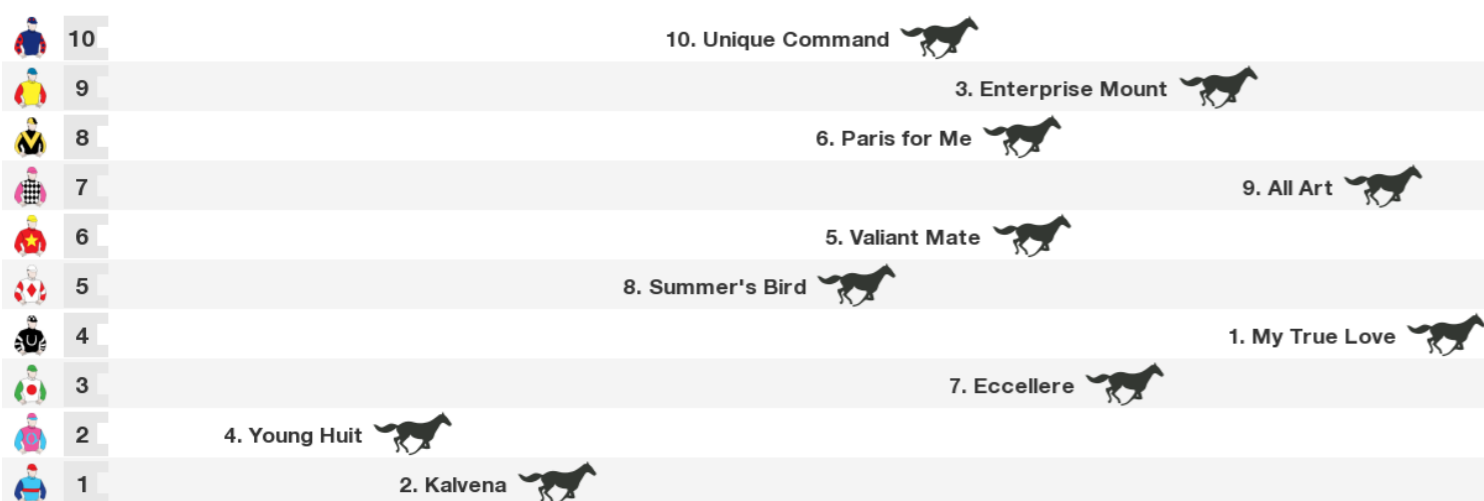 10 10. Unique Command
9 3. Enterprise Mount
8 6. Paris for Me
7 9. All Art
6 5. Valiant Mate
5 8. Summer's Bird
4 1. My True Love
3 7. Eccellere
2 4. Young Huit
1 2. Kalvena